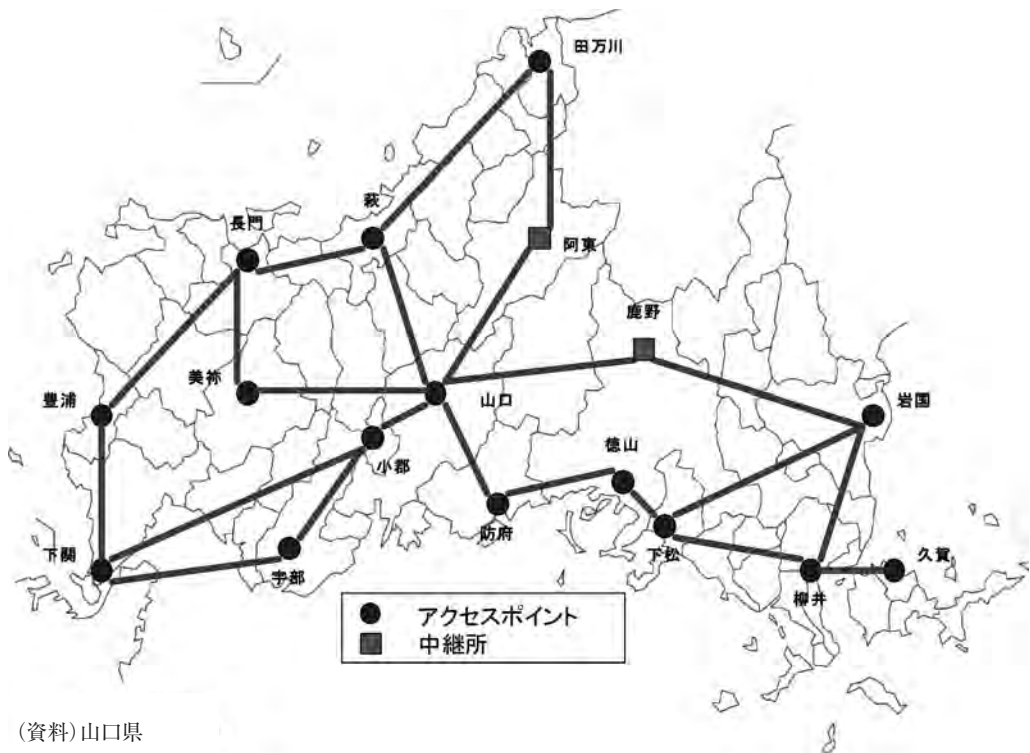 田万川
萩
長門
阿東
鹿野
美祢
豊浦
山口
岩国
小郡
徳山
防府
下関
宇部
下松
久賀
柳井
アクセスポイント
中継所
(資料)山口県